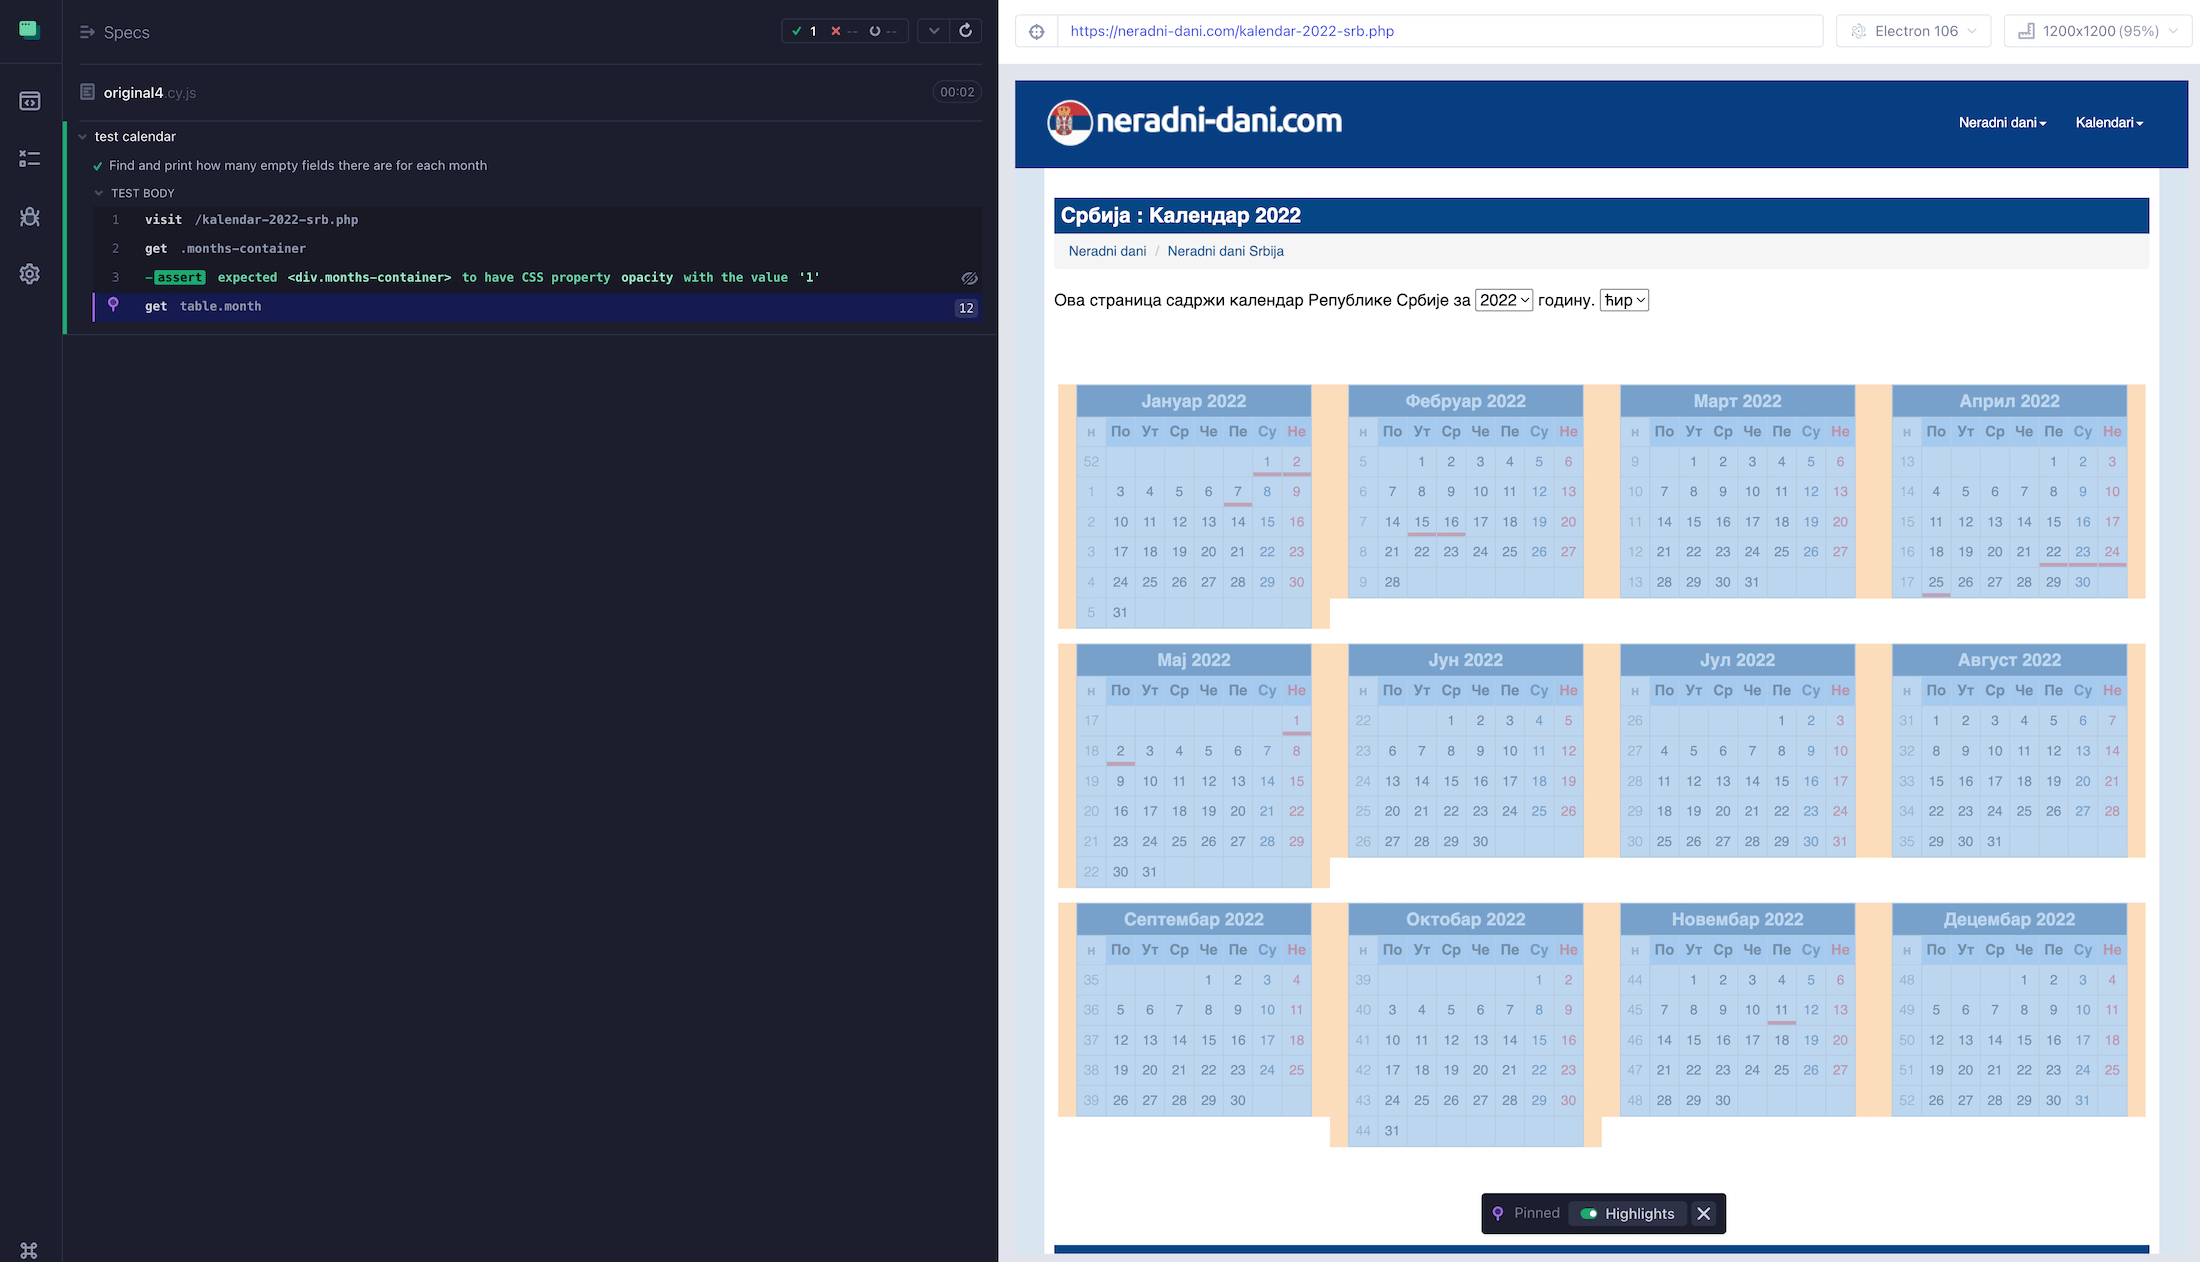 Specs
1 -- --
original4.cy.js 00:02
test calendar
Find and print how many empty fields there are for each month
TEST BODY
1 visit /kalendar-2022-srb.php
2 get .months-container
3 -assert expected <div.months-container> to have CSS property opacity with the value '1'
get table.month 12
https://neradni-dani.com/kalendar-2022-srb.php
Electron 106
1200x1200 (95%)
neradni-dani.com
Neradni dani
Kalendari
Србија : Календар 2022
Neradni dani / Neradni dani Srbija
Ова страница садржи календар Републике Србије за 2022 годину. ћир
Јануар 2022
н По Ут Ср Че Пе Су Не
52 1 2
1 3 4 5 6 7 8 9
2 10 11 12 13 14 15 16
3 17 18 19 20 21 22 23
4 24 25 26 27 28 29 30
5 31
Фебруар 2022
н По Ут Ср Че Пе Су Не
5 1 2 3 4 5 6
6 7 8 9 10 11 12 13
7 14 15 16 17 18 19 20
8 21 22 23 24 25 26 27
9 28
Март 2022
н По Ут Ср Че Пе Су Не
9 1 2 3 4 5 6
10 7 8 9 10 11 12 13
11 14 15 16 17 18 19 20
12 21 22 23 24 25 26 27
13 28 29 30 31
Април 2022
н По Ут Ср Че Пе Су Не
13 1 2 3
14 4 5 6 7 8 9 10
15 11 12 13 14 15 16 17
16 18 19 20 21 22 23 24
17 25 26 27 28 29 30
Мај 2022
н По Ут Ср Че Пе Су Не
17 1
18 2 3 4 5 6 7 8
19 9 10 11 12 13 14 15
20 16 17 18 19 20 21 22
21 23 24 25 26 27 28 29
22 30 31
Јун 2022
н По Ут Ср Че Пе Су Не
22 1 2 3 4 5
23 6 7 8 9 10 11 12
24 13 14 15 16 17 18 19
25 20 21 22 23 24 25 26
26 27 28 29 30
Јул 2022
н По Ут Ср Че Пе Су Не
26 1 2 3
27 4 5 6 7 8 9 10
28 11 12 13 14 15 16 17
29 18 19 20 21 22 23 24
30 25 26 27 28 29 30 31
Август 2022
н По Ут Ср Че Пе Су Не
31 1 2 3 4 5 6 7
32 8 9 10 11 12 13 14
33 15 16 17 18 19 20 21
34 22 23 24 25 26 27 28
35 29 30 31
Септембар 2022
н По Ут Ср Че Пе Су Не
35 1 2 3 4
36 5 6 7 8 9 10 11
37 12 13 14 15 16 17 18
38 19 20 21 22 23 24 25
39 26 27 28 29 30
Октобар 2022
н По Ут Ср Че Пе Су Не
39 1 2
40 3 4 5 6 7 8 9
41 10 11 12 13 14 15 16
42 17 18 19 20 21 22 23
43 24 25 26 27 28 29 30
44 31
Новембар 2022
н По Ут Ср Че Пе Су Не
44 1 2 3 4 5 6
45 7 8 9 10 11 12 13
46 14 15 16 17 18 19 20
47 21 22 23 24 25 26 27
48 28 29 30
Децембар 2022
н По Ут Ср Че Пе Су Не
48 1 2 3 4
49 5 6 7 8 9 10 11
50 12 13 14 15 16 17 18
51 19 20 21 22 23 24 25
52 26 27 28 29 30 31
Pinned Highlights